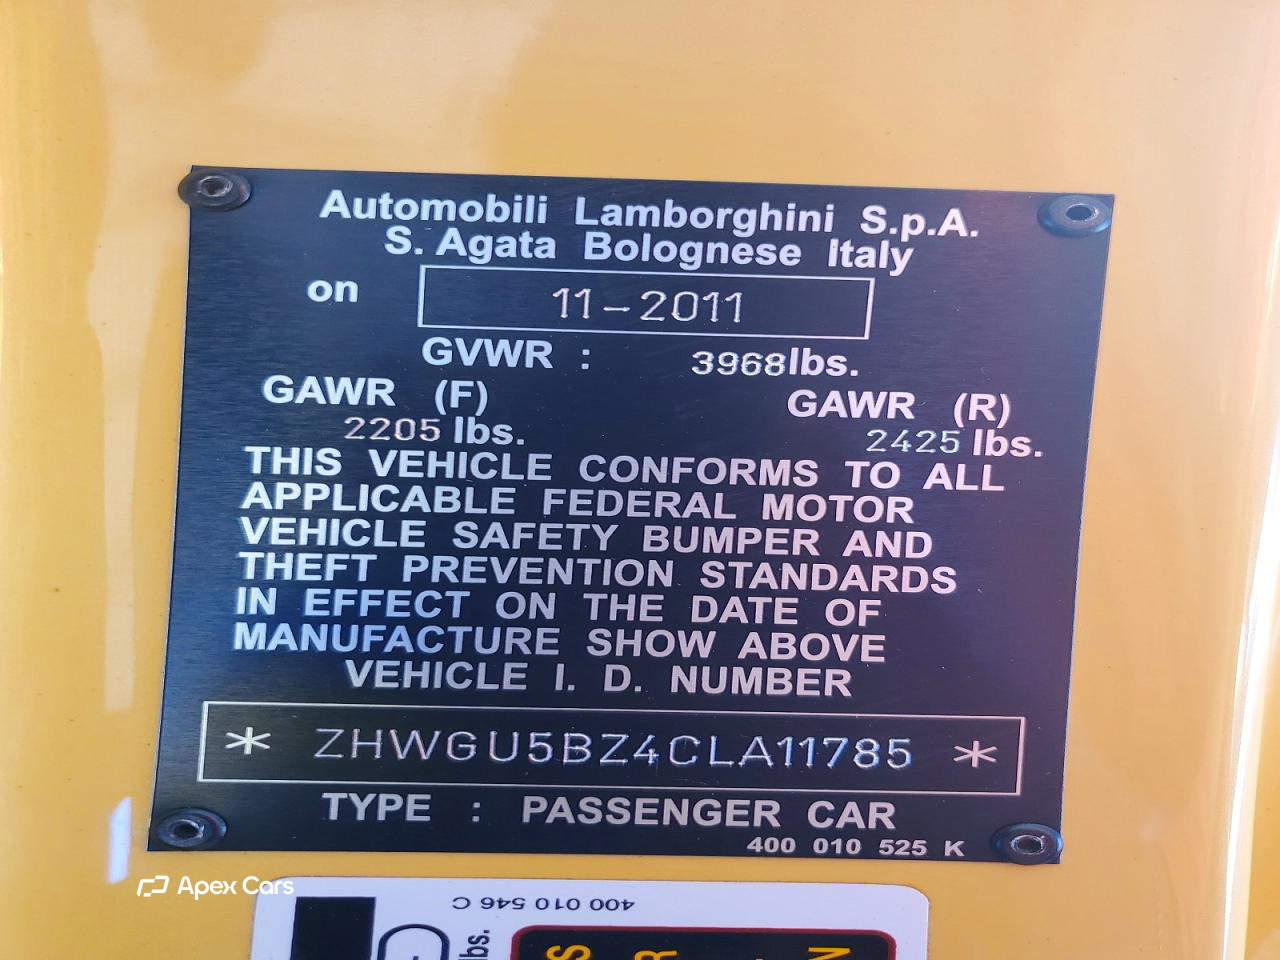 Automobili Lamborghini S.p.A.
S. Agata Bolognese Italy
on 11-2011
GVWR : 3968lbs.
GAWR (F) GAWR (R)
2205 lbs. 2425 lbs.
THIS VEHICLE CONFORMS TO ALL
APPLICABLE FEDERAL MOTOR
VEHICLE SAFETY BUMPER AND
THEFT PREVENTION STANDARDS
IN EFFECT ON THE DATE OF
MANUFACTURE SHOW ABOVE
VEHICLE I. D. NUMBER
* ZHWGU5BZ4CLA11785 *
TYPE : PASSENGER CAR
400 010 525 K
Apex Cars
400 010 546 C
lbs.